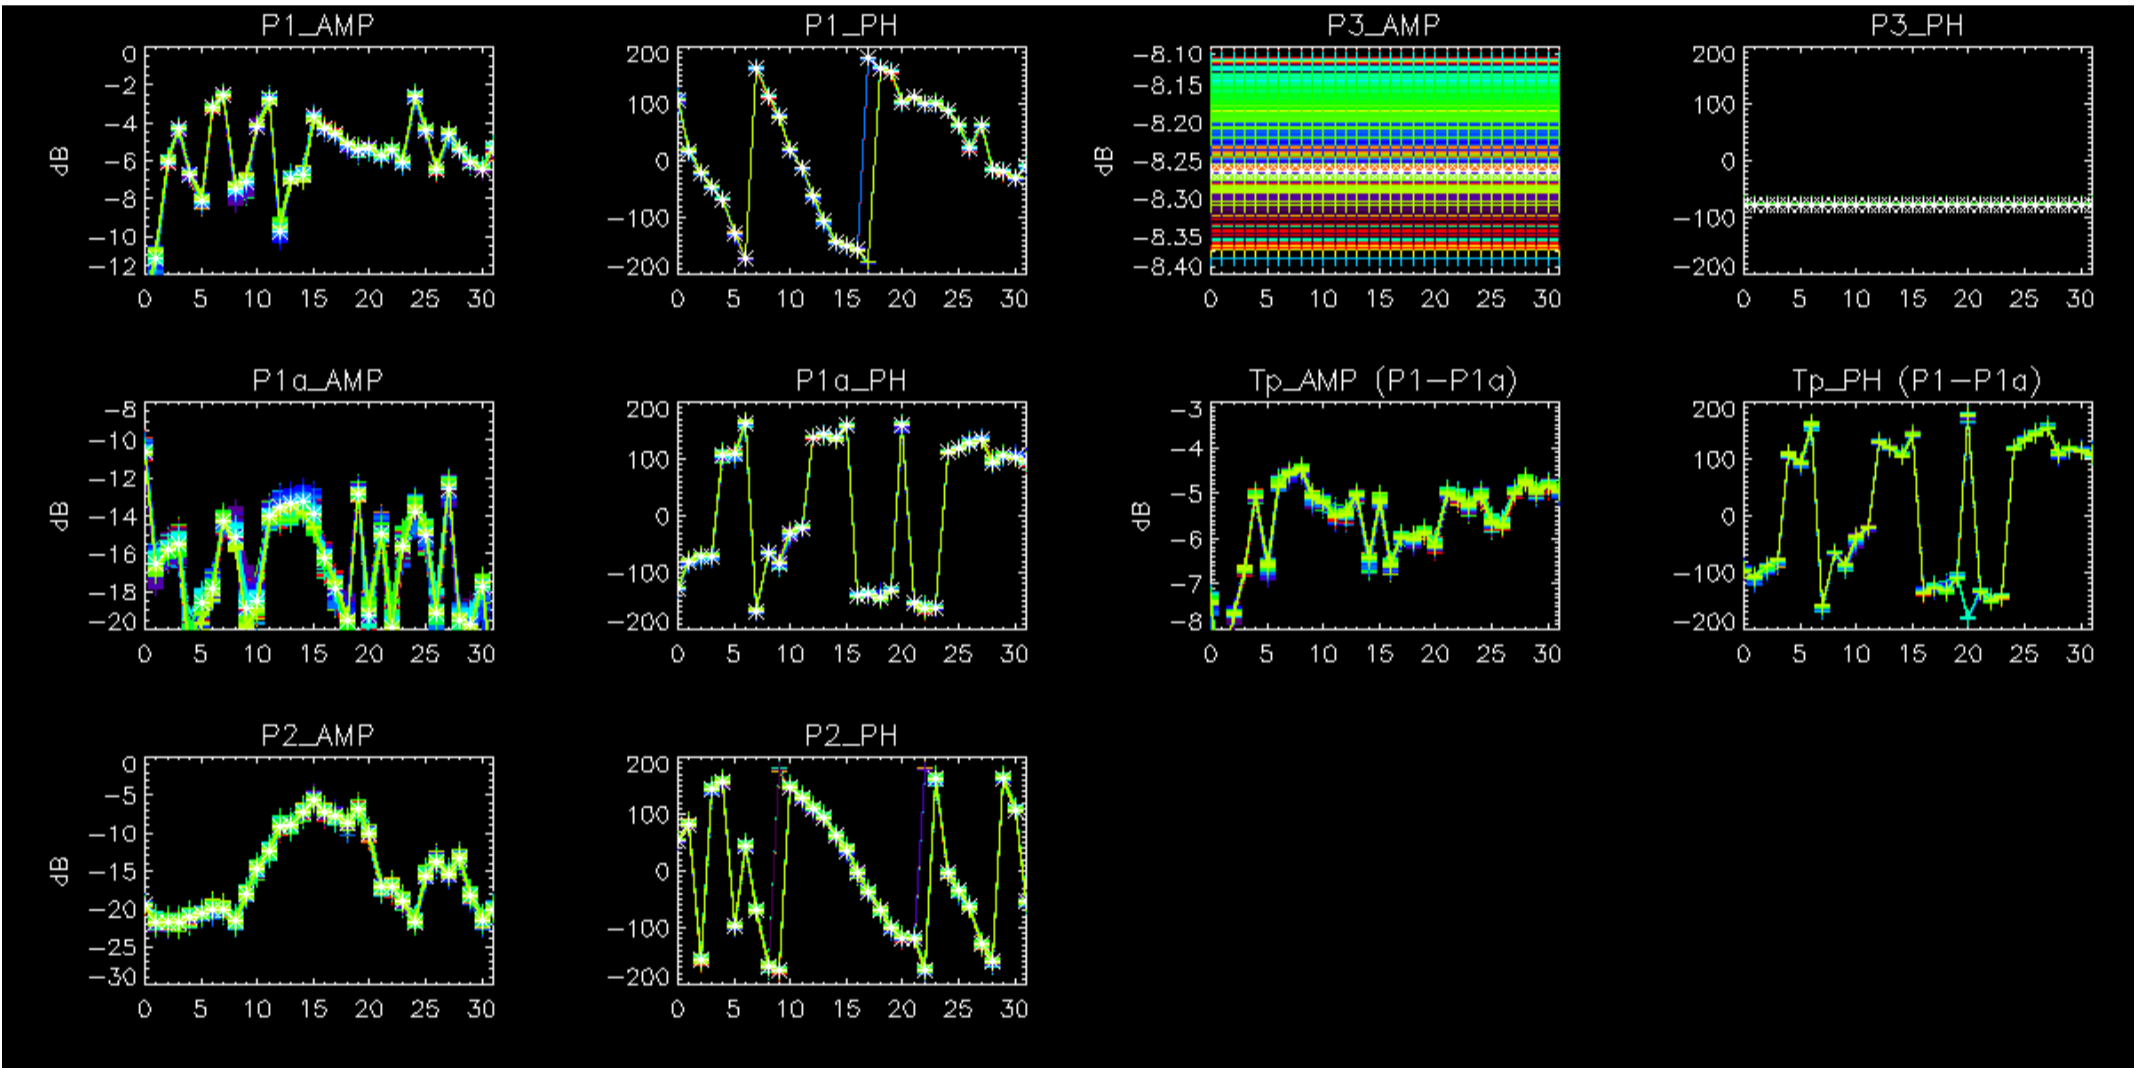 P1_AMP
0
−2
−4
−6
−8
−10
−12
dB
0 5 10 15 20 25 30
P1_PH
200
100
0
−100
−200
0 5 10 15 20 25 30
P3_AMP
−8.10
−8.15
−8.20
−8.25
−8.30
−8.35
−8.40
dB
0 5 10 15 20 25 30
P3_PH
200
100
0
−100
−200
0 5 10 15 20 25 30
P1a_AMP
−8
−10
−12
−14
−16
−18
−20
dB
0 5 10 15 20 25 30
P1a_PH
200
100
0
−100
−200
0 5 10 15 20 25 30
Tp_AMP (P1−P1a)
−3
−4
−5
−6
−7
−8
dB
0 5 10 15 20 25 30
Tp_PH (P1−P1a)
200
100
0
−100
−200
0 5 10 15 20 25 30
P2_AMP
0
−5
−10
−15
−20
−25
−30
dB
0 5 10 15 20 25 30
P2_PH
200
100
0
−100
−200
0 5 10 15 20 25 30